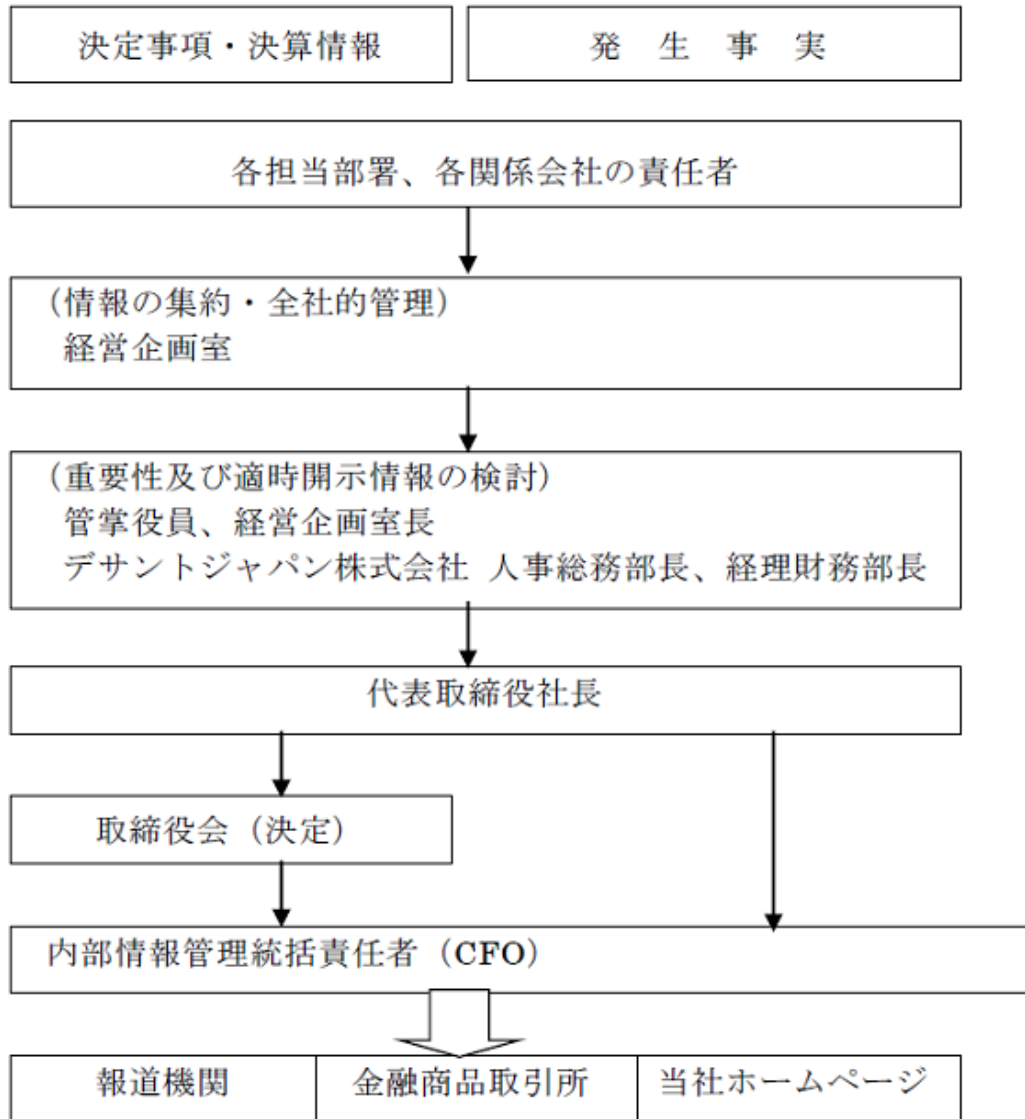 決定事項・決算情報
発 生 事 実
各担当部署、各関係会社の責任者
（情報の集約・全社的管理）
経営企画室
（重要性及び適時開示情報の検討）
管掌役員、経営企画室長
デサントジャパン株式会社 人事総務部長、経理財務部長
代表取締役社長
取締役会（決定）
内部情報管理統括責任者（CFO）
報道機関
金融商品取引所
当社ホームページ